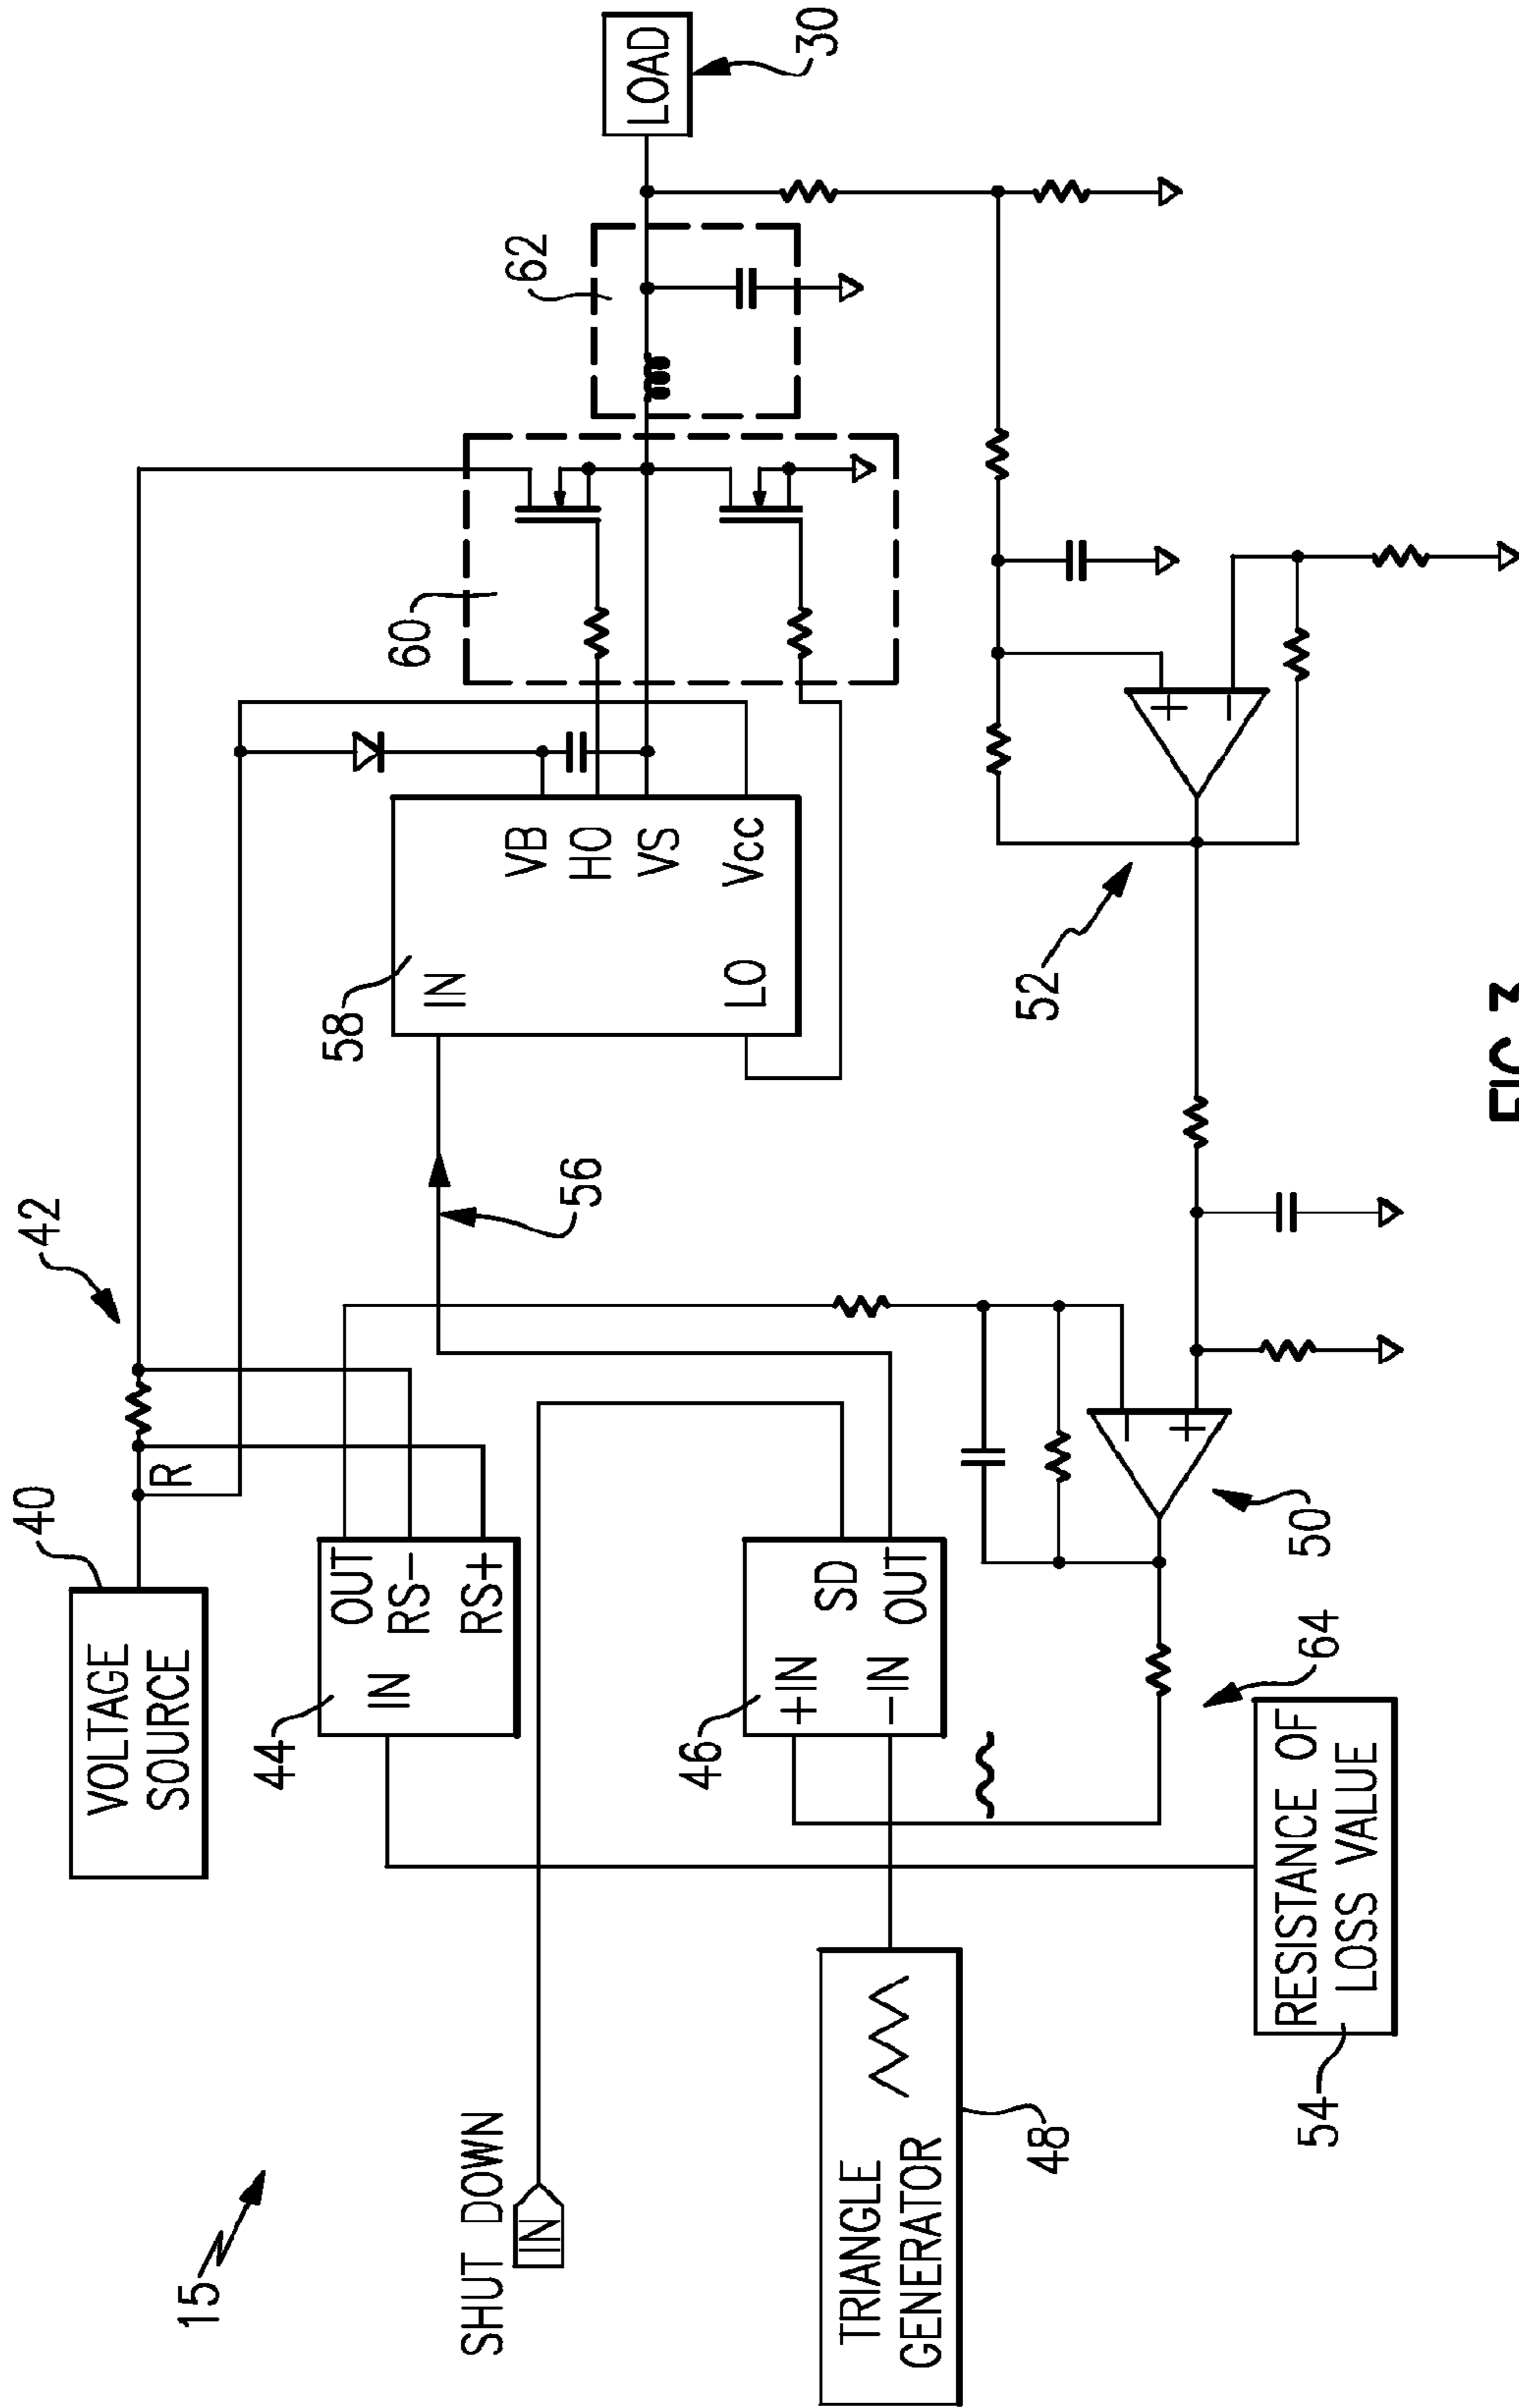 15
VOLTAGE
SOURCE
40
R
42
44
IN
OUT
RS-
RS+
SHUT DOWN
IN
46
+IN
-IN
SD
OUT
TRIANGLE
GENERATOR
48
RESISTANCE OF
LOSS VALUE
54
64
50
56
58
IN
LO
VB
HO
VS
Vcc
52
60
62
LOAD
30
FIG. 3